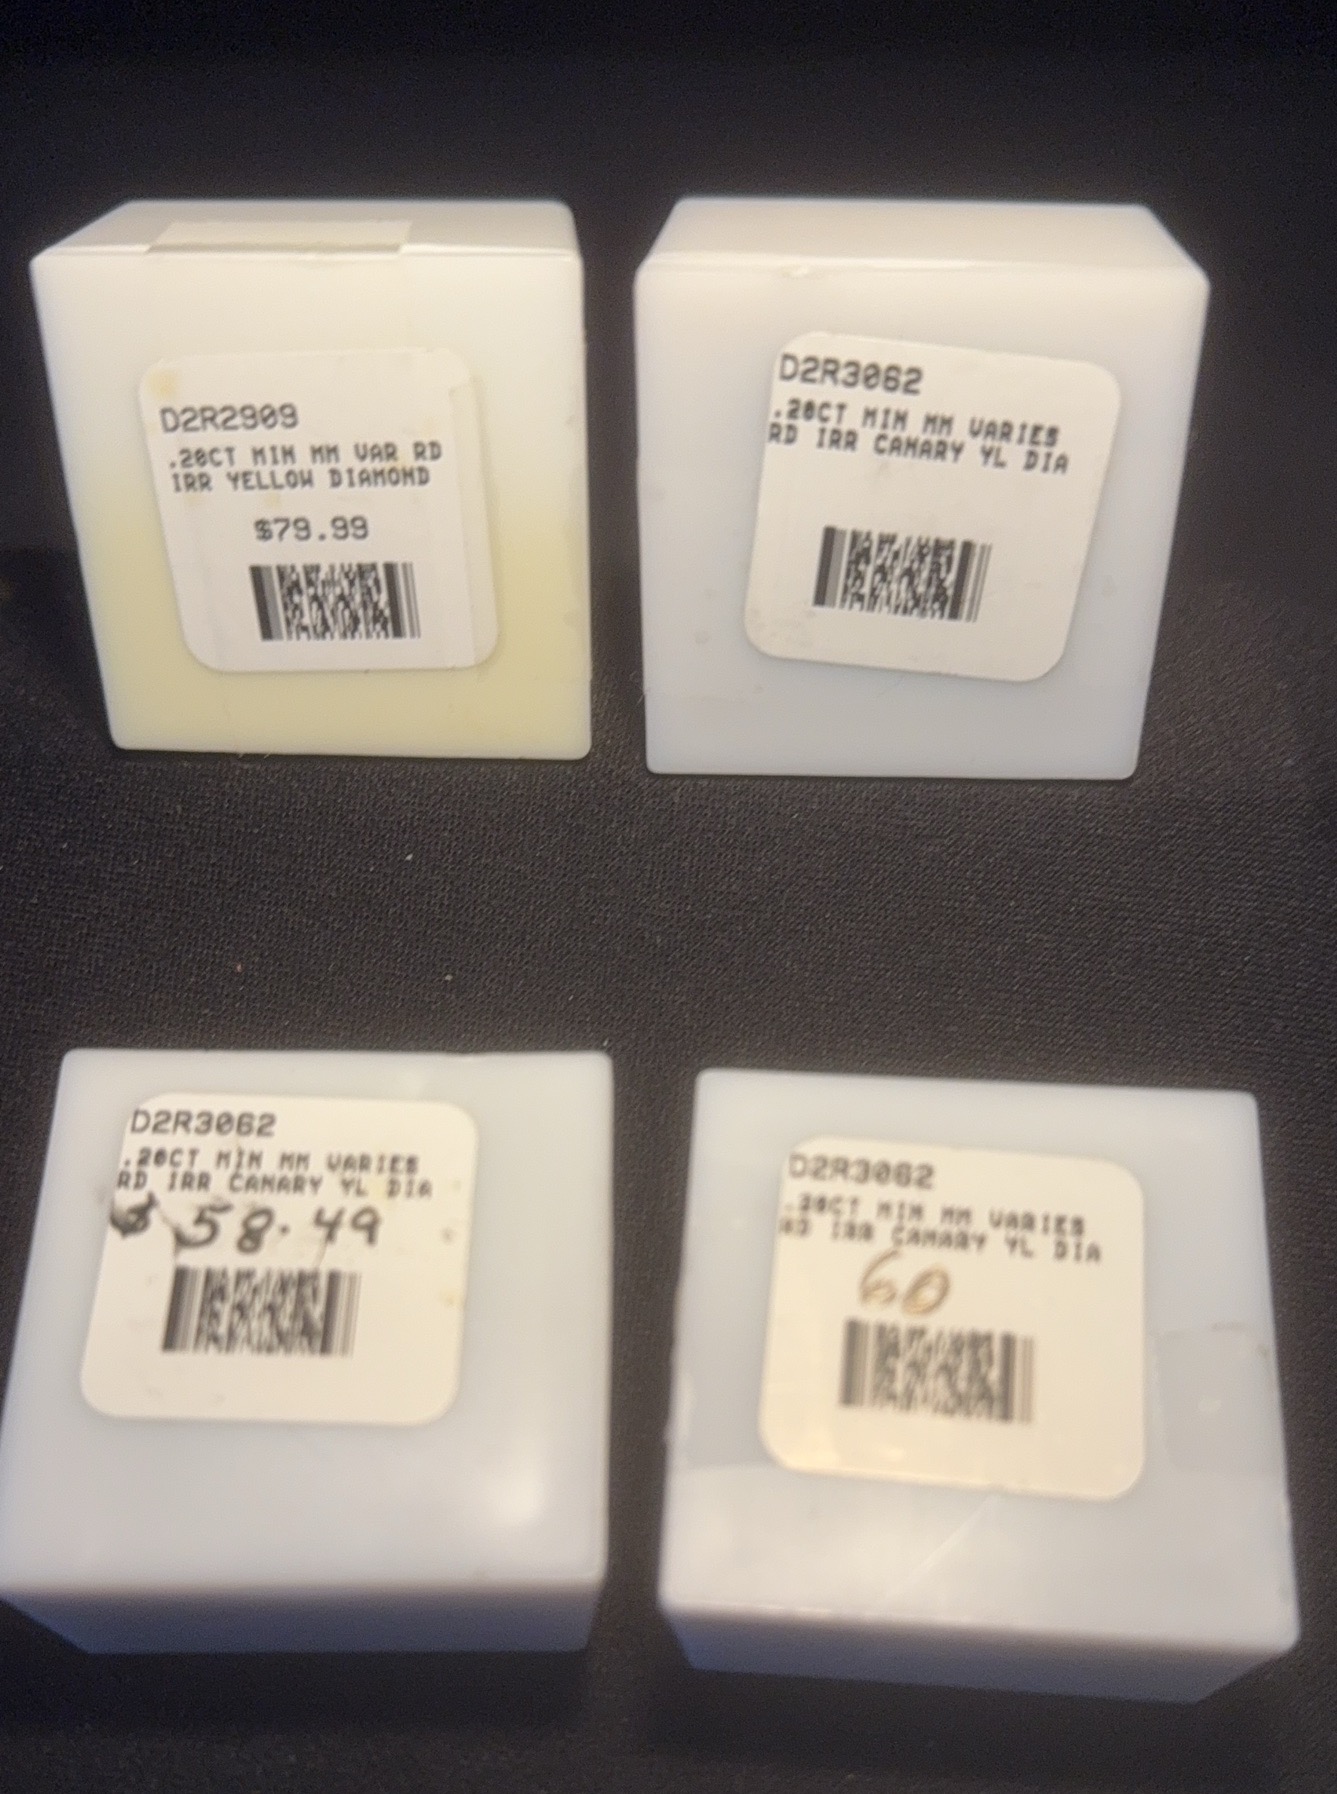 D2R2909
.20CT MIN MM VAR RD
IRR YELLOW DIAMOND
$79.99
D2R3062
.20CT MIN MM VARIES
RD IRR CANARY YL DIA
D2R3062
.20CT MIN MM VARIES
RD IRR CANARY YL DIA
$58.49
D2R3062
.20CT MIN MM VARIES
RD IRR CANARY YL DIA
60